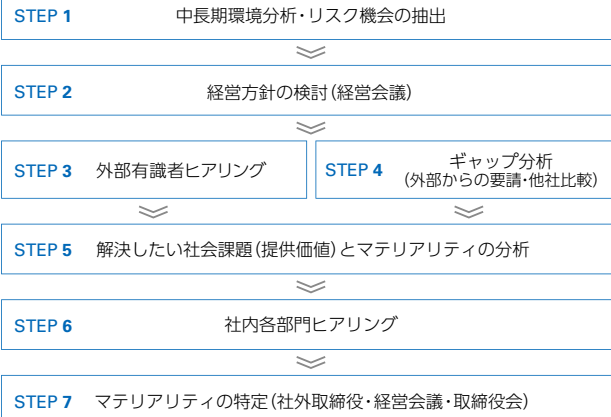 STEP 1 中長期環境分析・リスク機会の抽出
STEP 2 経営方針の検討(経営会議)
STEP 3 外部有識者ヒアリング
STEP 4 ギャップ分析
(外部からの要請・他社比較)
STEP 5 解決したい社会課題(提供価値)とマテリアリティの分析
STEP 6 社内各部門ヒアリング
STEP 7 マテリアリティの特定(社外取締役・経営会議・取締役会)